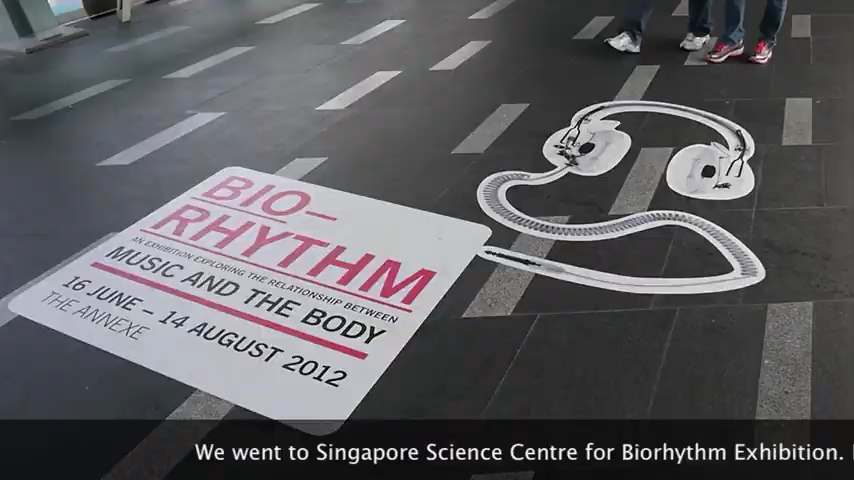 BIO–
RHYTHM
AN EXHIBITION EXPLORING THE RELATIONSHIP BETWEEN
MUSIC AND THE BODY
16 JUNE – 14 AUGUST 2012
THE ANNEXE
We went to Singapore Science Centre for Biorhythm Exhibition.